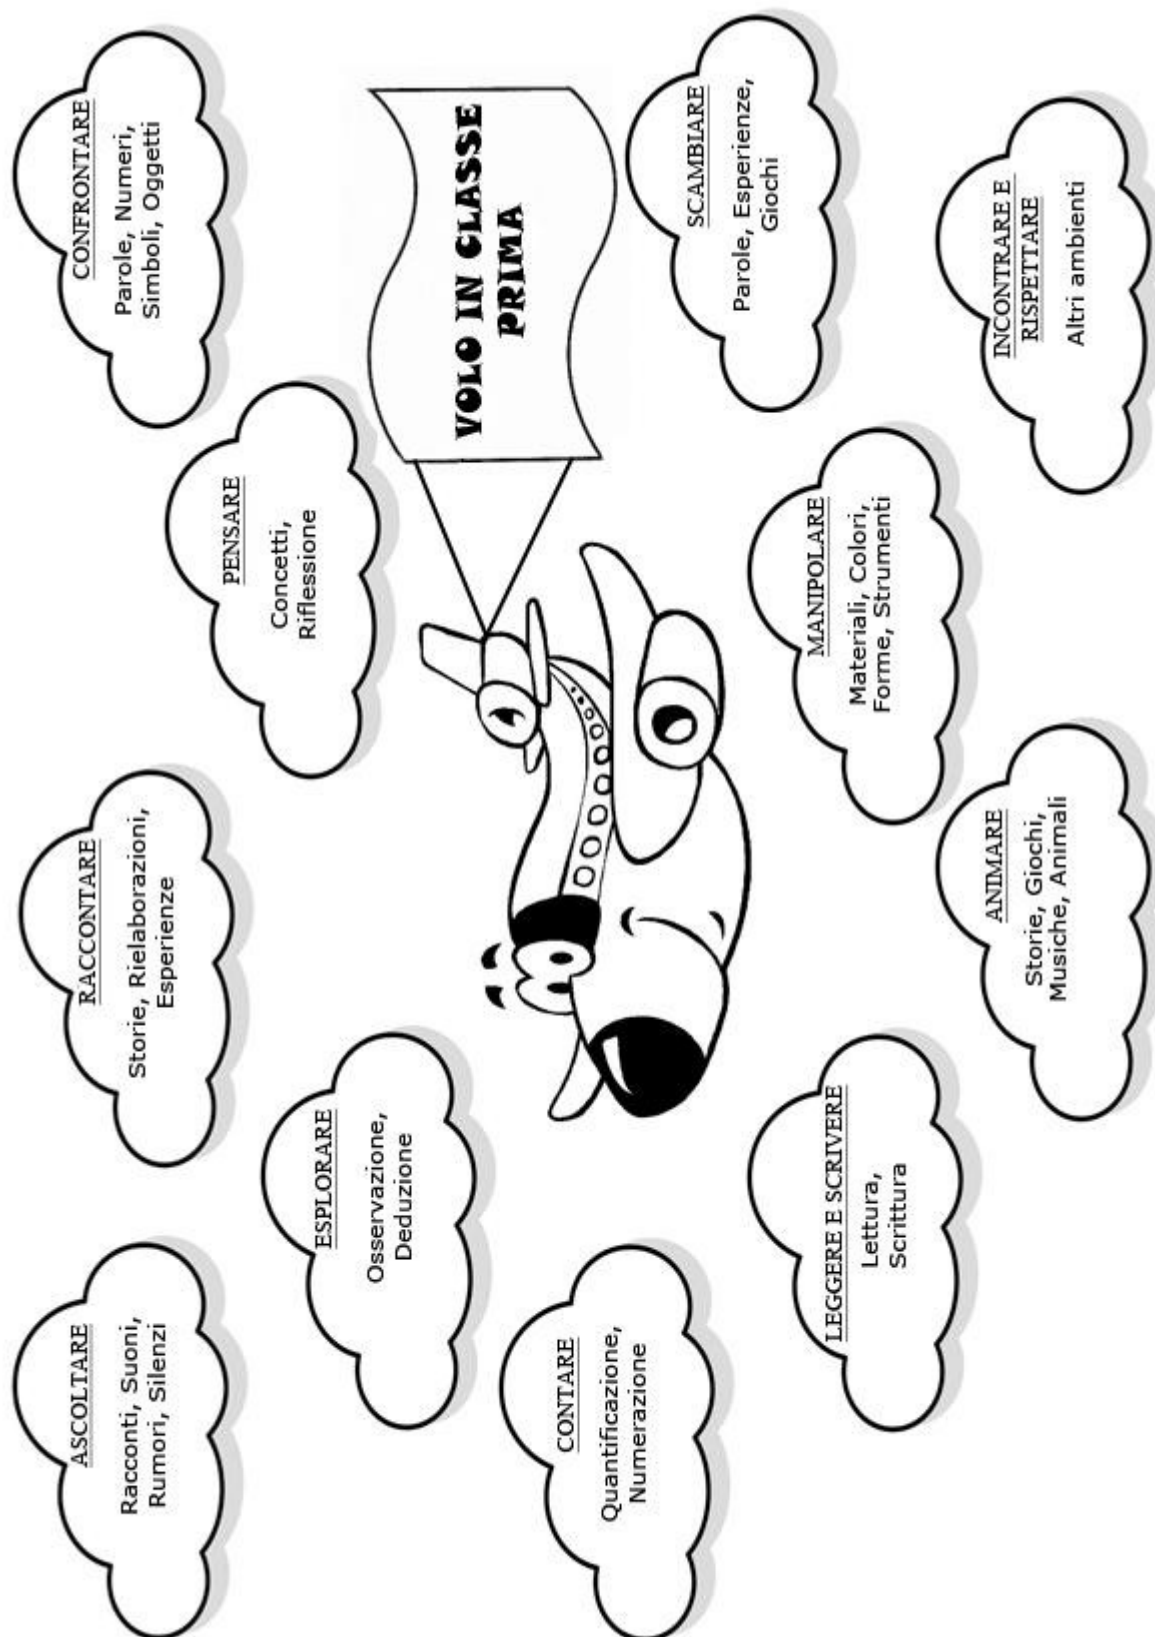 ASCOLTARE
Racconti, Suoni,
Rumori, Silenzi
RACCONTARE
Storie, Rielaborazioni,
Esperienze
CONFRONTARE
Parole, Numeri,
Simboli, Oggetti
PENSARE
Concetti,
Riflessione
ESPLORARE
Osservazione,
Deduzione
VOLO IN CLASSE
PRIMA
CONTARE
Quantificazione,
Numerazione
SCAMBIARE
Parole, Esperienze,
Giochi
MANIPOLARE
Materiali, Colori,
Forme, Strumenti
LEGGERE E SCRIVERE
Lettura,
Scrittura
ANIMARE
Storie, Giochi,
Musiche, Animali
INCONTRARE E
RISPETTARE
Altri ambienti